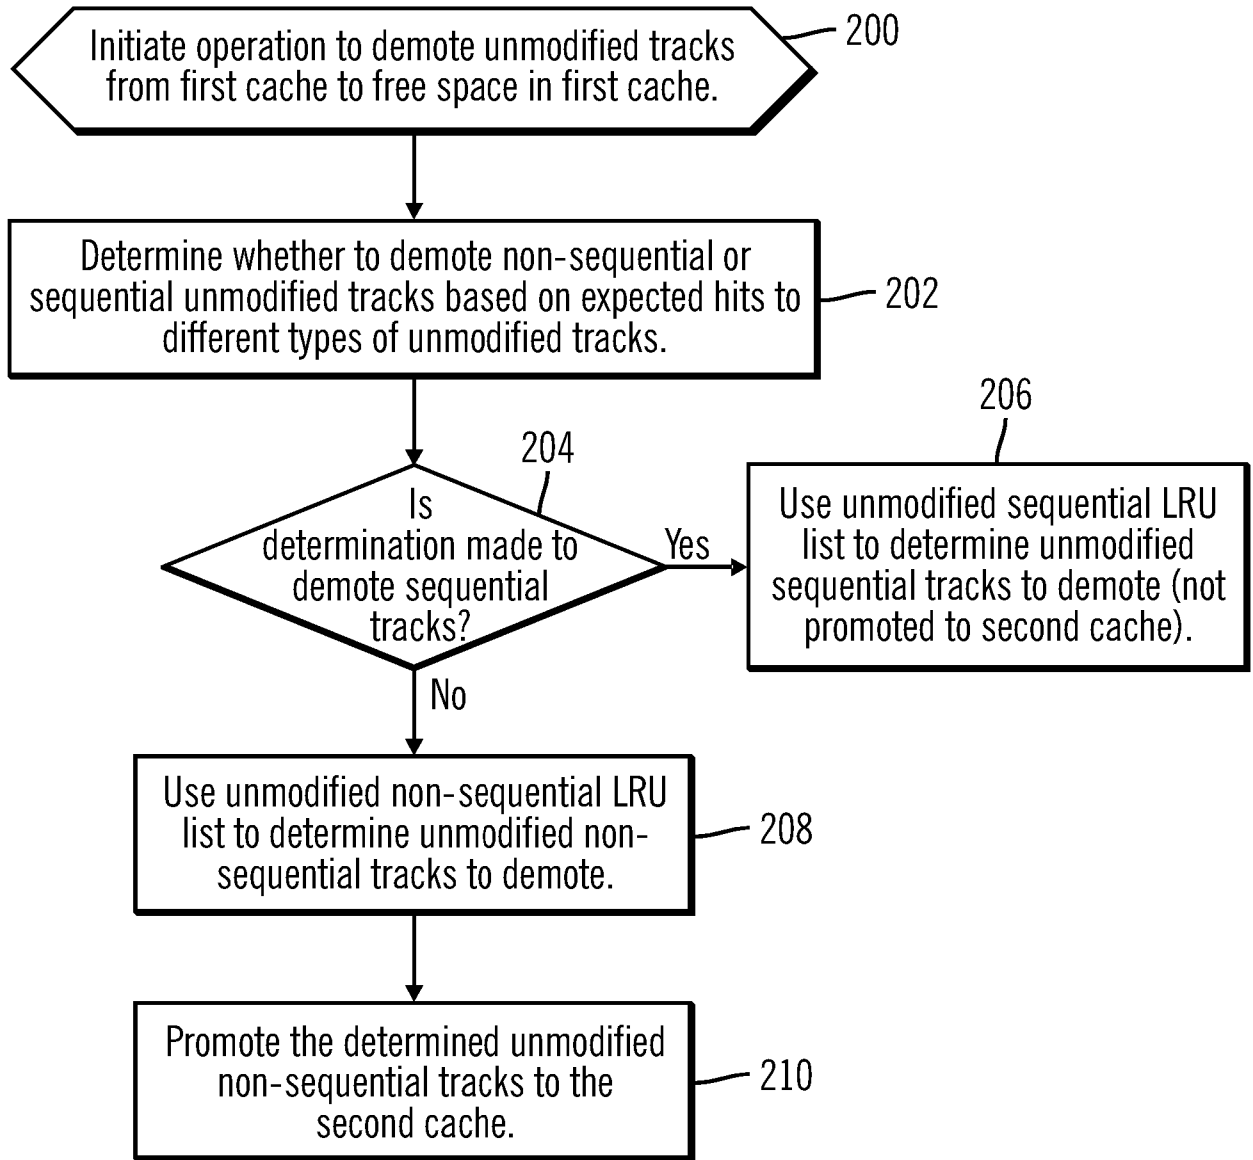 Initiate operation to demote unmodified tracks
from first cache to free space in first cache.
200
Determine whether to demote non-sequential or
sequential unmodified tracks based on expected hits to
different types of unmodified tracks.
202
204
Is
determination made to
demote sequential
tracks?
Yes
206
Use unmodified sequential LRU
list to determine unmodified
sequential tracks to demote (not
promoted to second cache).
No
Use unmodified non-sequential LRU
list to determine unmodified non-
sequential tracks to demote.
208
Promote the determined unmodified
non-sequential tracks to the
second cache.
210